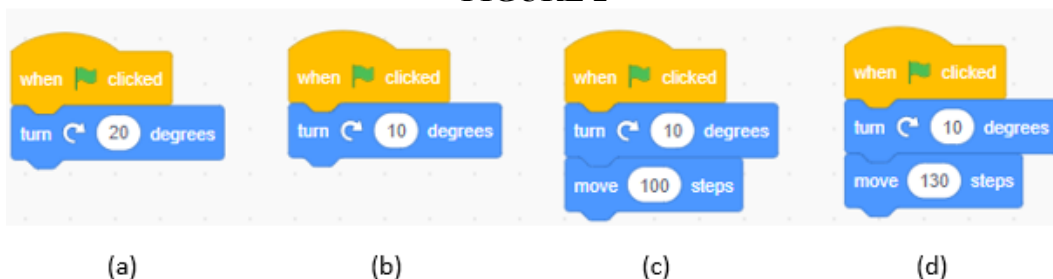 when clicked
turn 20 degrees
when clicked
turn 10 degrees
when clicked
turn 10 degrees
move 100 steps
when clicked
turn 10 degrees
move 130 steps
(a) (b) (c) (d)